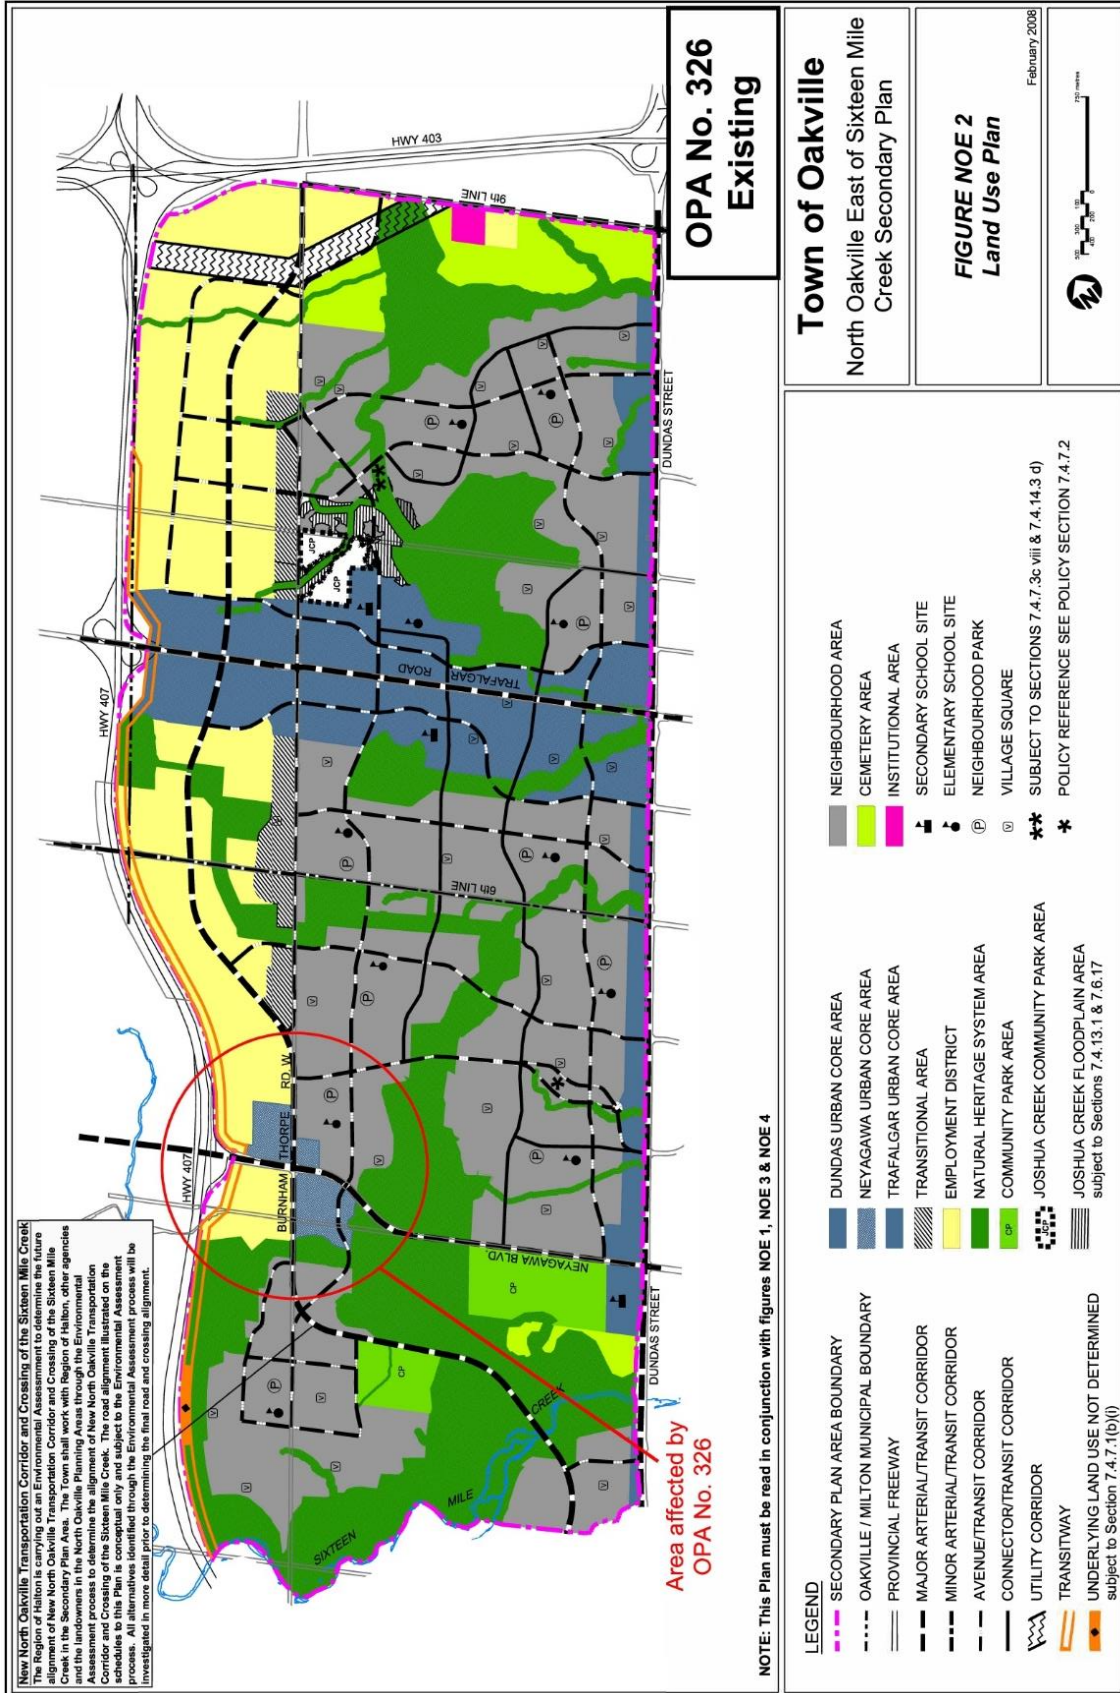 New North Oakville Transportation Corridor and Crossing of the Sixteen Mile Creek
The Region of Halton is carrying out an Environmental Assessment to determine the future
alignment of New North Oakville Transportation Corridor and Crossing of the Sixteen Mile
Creek in the Secondary Plan Area. The Town shall work with Region of Halton, other agencies
and the landowners in the North Oakville Planning Areas through the Environmental
Assessment process to determine the alignment of New North Oakville Transportation
Corridor and Crossing of the Sixteen Mile Creek. The road alignment illustrated on the
schedules to this Plan is conceptual only and subject to the Environmental Assessment
process. All alternatives identified through the Environmental Assessment process will be
investigated in more detail prior to determining the final road and crossing alignment.
HWY 407
HWY 407
HWY 403
BURNHAM THORPE RD. W.
9th LINE
6th LINE
TRAFALGAR ROAD
NEYAGAWA BLVD.
JCP
JCP
CP
CP
SIXTEEN MILE CREEK
DUNDAS STREET
DUNDAS STREET
Area affected by
OPA No. 326
OPA No. 326
Existing
NOTE: This Plan must be read in conjunction with figures NOE 1, NOE 3 & NOE 4
LEGEND
SECONDARY PLAN AREA BOUNDARY
OAKVILLE / MILTON MUNICIPAL BOUNDARY
PROVINCIAL FREEWAY
MAJOR ARTERIAL/TRANSIT CORRIDOR
MINOR ARTERIAL/TRANSIT CORRIDOR
AVENUE/TRANSIT CORRIDOR
CONNECTOR/TRANSIT CORRIDOR
UTILITY CORRIDOR
TRANSITWAY
UNDERLYING LAND USE NOT DETERMINED
subject to Section 7.4.7.1(b)(i)
DUNDAS URBAN CORE AREA
NEYAGAWA URBAN CORE AREA
TRAFALGAR URBAN CORE AREA
TRANSITIONAL AREA
EMPLOYMENT DISTRICT
NATURAL HERITAGE SYSTEM AREA
CP COMMUNITY PARK AREA
JCP JOSHUA CREEK COMMUNITY PARK AREA
JOSHUA CREEK FLOODPLAIN AREA
subject to Sections 7.4.13.1 & 7.6.17
NEIGHBOURHOOD AREA
CEMETERY AREA
INSTITUTIONAL AREA
SECONDARY SCHOOL SITE
ELEMENTARY SCHOOL SITE
P NEIGHBOURHOOD PARK
V VILLAGE SQUARE
** SUBJECT TO SECTIONS 7.4.7.3c viii & 7.4.14.3 d)
* POLICY REFERENCE SEE POLICY SECTION 7.4.7.2
Town of Oakville
North Oakville East of Sixteen Mile
Creek Secondary Plan
FIGURE NOE 2
Land Use Plan
February 2008